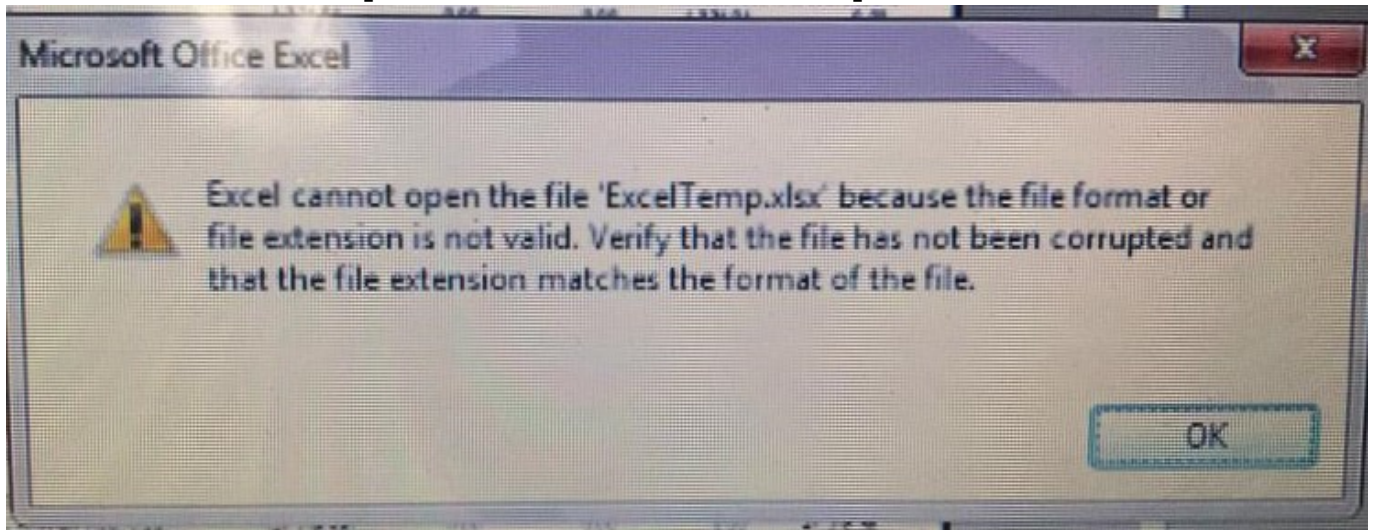 Microsoft Office Excel
Excel cannot open the file 'ExcelTemp.xlsx' because the file format or
file extension is not valid. Verify that the file has not been corrupted and
that the file extension matches the format of the file.
OK